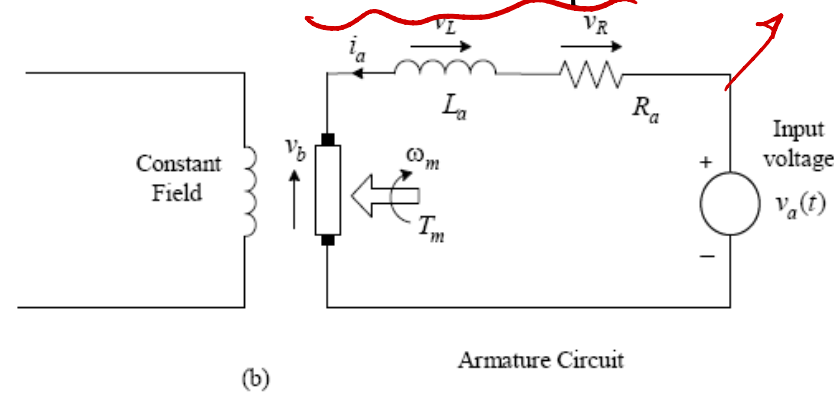 v_L
v_R
i_a
L_a
R_a
Input
voltage
v_a(t)
+
−
Constant
Field
v_b
ω_m
T_m
Armature Circuit
(b)